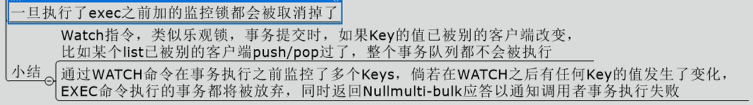 一旦执行了exec之前加的监控锁都会被取消掉了
Watch指令，类似乐观锁，事务提交时，如果Key的值已被别的客户端改变，
比如某个list已被别的客户端push/pop过了，整个事务队列都不会被执行
小结
通过WATCH命令在事务执行之前监控了多个Keys，倘若在WATCH之后有任何Key的值发生了变化，
EXEC命令执行的事务都将被放弃，同时返回Nullmulti-bulk应答以通知调用者事务执行失败